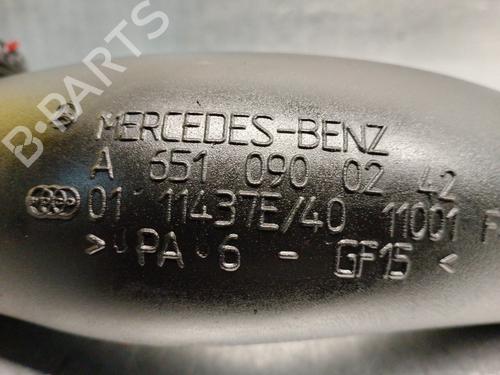 B-PARTS
MERCEDES-BENZ
A 651 090 02 42
01 11437E/40 11001 F
>PA 6 - GF15<